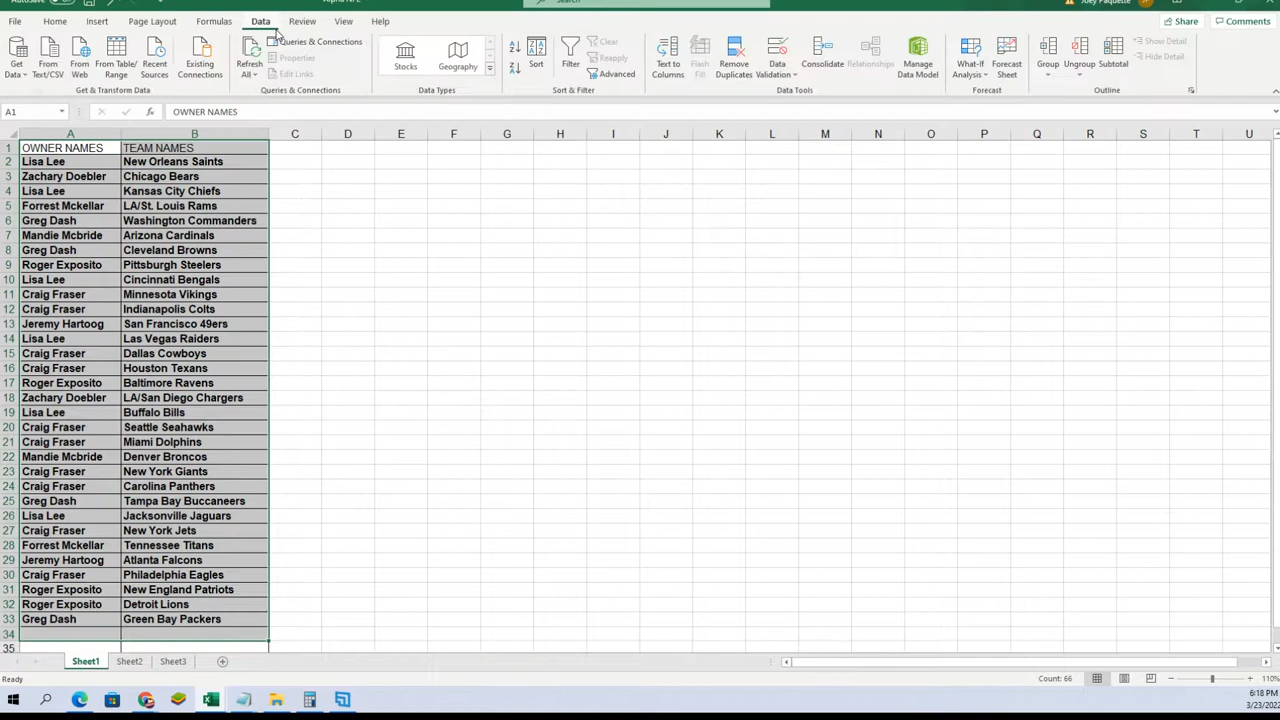 Search
Joey Paquette
File Home Insert Page Layout Formulas Data Review View Help Share Comments
Get Data From Text/CSV From Web From Table/Range Recent Sources Existing Connections
Get & Transform Data
Refresh All Queries & Connections Properties Edit Links
Queries & Connections
Stocks Geography
Data Types
Sort Filter Clear Reapply Advanced
Sort & Filter
Text to Columns Flash Fill Remove Duplicates Data Validation Consolidate Relationships Manage Data Model
Data Tools
What-If Analysis Forecast Sheet
Forecast
Group Ungroup Subtotal Show Detail Hide Detail
Outline
A1 fx OWNER NAMES
A B C D E F G H I J K L M N O P Q R S T U
1 OWNER NAMES TEAM NAMES
2 Lisa Lee New Orleans Saints
3 Zachary Doebler Chicago Bears
4 Lisa Lee Kansas City Chiefs
5 Forrest Mckellar LA/St. Louis Rams
6 Greg Dash Washington Commanders
7 Mandie Mcbride Arizona Cardinals
8 Greg Dash Cleveland Browns
9 Roger Exposito Pittsburgh Steelers
10 Lisa Lee Cincinnati Bengals
11 Craig Fraser Minnesota Vikings
12 Craig Fraser Indianapolis Colts
13 Jeremy Hartoog San Francisco 49ers
14 Lisa Lee Las Vegas Raiders
15 Craig Fraser Dallas Cowboys
16 Craig Fraser Houston Texans
17 Roger Exposito Baltimore Ravens
18 Zachary Doebler LA/San Diego Chargers
19 Lisa Lee Buffalo Bills
20 Craig Fraser Seattle Seahawks
21 Craig Fraser Miami Dolphins
22 Mandie Mcbride Denver Broncos
23 Craig Fraser New York Giants
24 Craig Fraser Carolina Panthers
25 Greg Dash Tampa Bay Buccaneers
26 Lisa Lee Jacksonville Jaguars
27 Craig Fraser New York Jets
28 Forrest Mckellar Tennessee Titans
29 Jeremy Hartoog Atlanta Falcons
30 Craig Fraser Philadelphia Eagles
31 Roger Exposito New England Patriots
32 Roger Exposito Detroit Lions
33 Greg Dash Green Bay Packers
34
35
Sheet1 Sheet2 Sheet3
Ready Count: 66 110%
6:18 PM